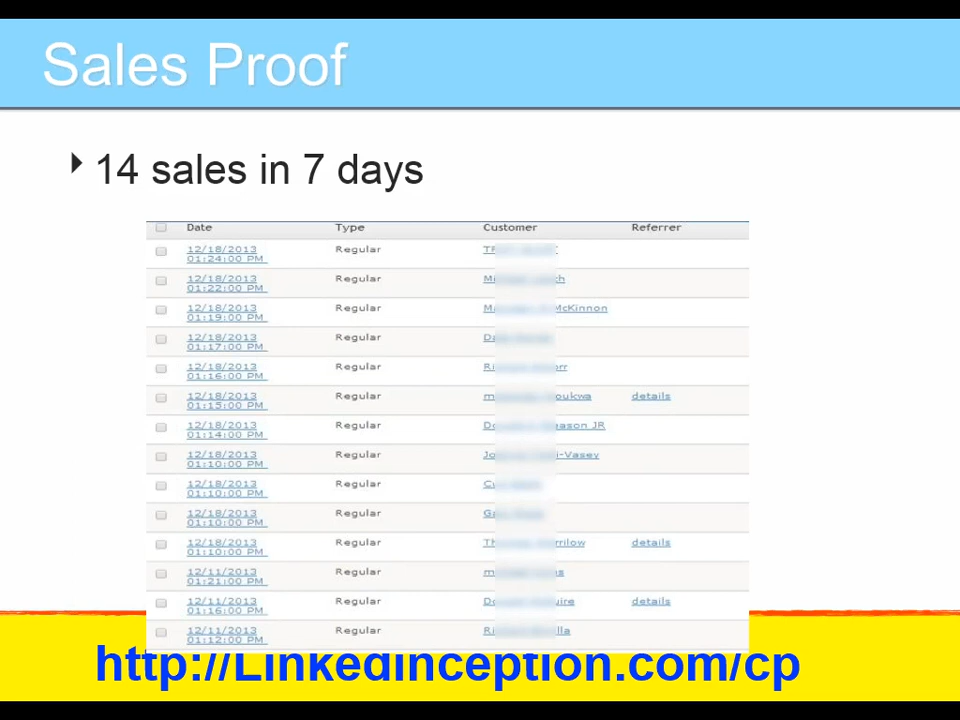 Sales Proof
14 sales in 7 days
Date Type Customer Referrer
12/18/2013 Regular
01:24:00 PM
12/18/2013 Regular
01:22:00 PM
12/18/2013 Regular McKinnon
01:19:00 PM
12/18/2013 Regular
01:17:00 PM
12/18/2013 Regular
01:16:00 PM
12/18/2013 Regular details
01:15:00 PM
12/18/2013 Regular JR
01:14:00 PM
12/18/2013 Regular
01:10:00 PM
12/18/2013 Regular
01:10:00 PM
12/18/2013 Regular
01:10:00 PM
12/18/2013 Regular details
01:10:00 PM
12/11/2013 Regular
01:21:00 PM
12/11/2013 Regular details
01:16:00 PM
12/11/2013 Regular
01:12:00 PM
http://Linkedinception.com/cp